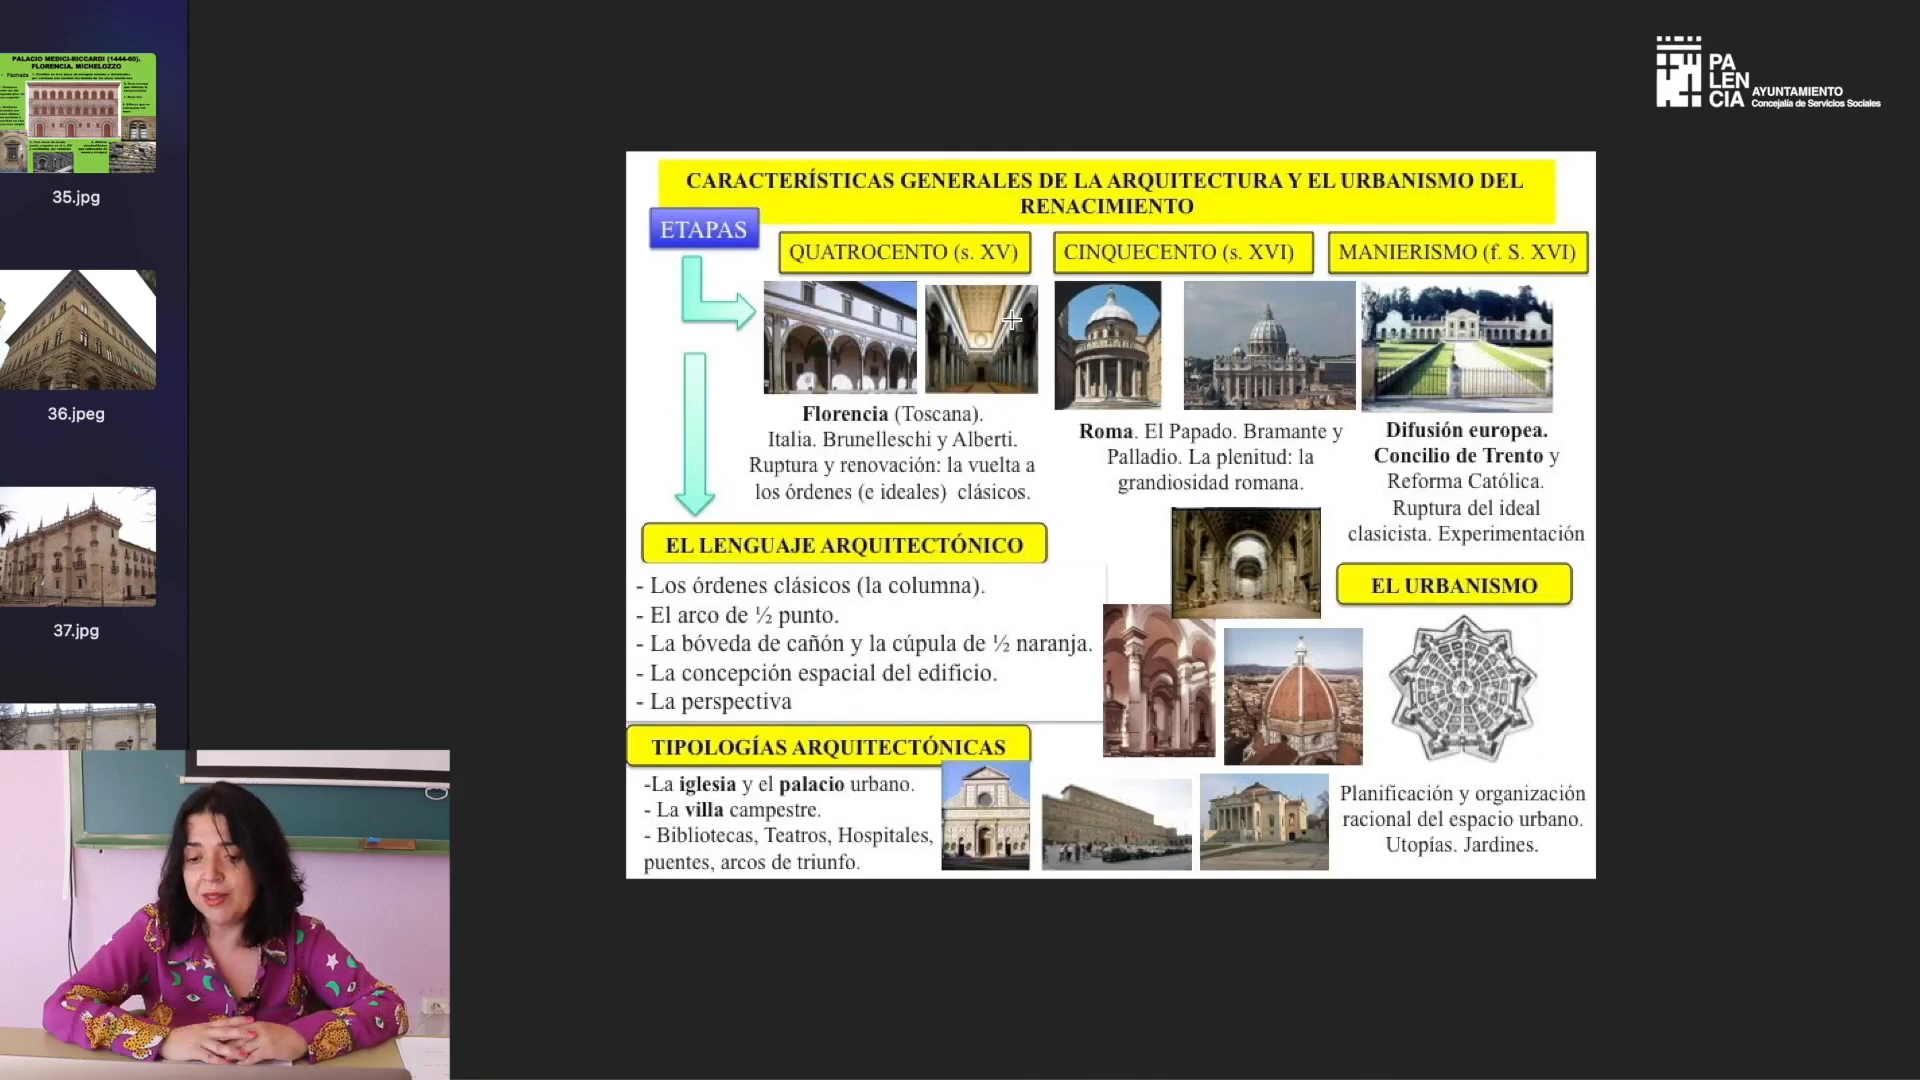 PALACIO MEDICI-RICCARDI (1444-60).
FLORENCIA. MICHELOZZO
Fachada
35.jpg
36.jpeg
37.jpg
PA
LEN
CIA
AYUNTAMIENTO
Concejalía de Servicios Sociales
CARACTERÍSTICAS GENERALES DE LA ARQUITECTURA Y EL URBANISMO DEL
RENACIMIENTO
ETAPAS
QUATROCENTO (s. XV)
CINQUECENTO (s. XVI)
MANIERISMO (f. S. XVI)
Florencia (Toscana).
Italia. Brunelleschi y Alberti.
Ruptura y renovación: la vuelta a
los órdenes (e ideales) clásicos.
Roma. El Papado. Bramante y
Palladio. La plenitud: la
grandiosidad romana.
Difusión europea.
Concilio de Trento y
Reforma Católica.
Ruptura del ideal
clasicista. Experimentación
EL LENGUAJE ARQUITECTÓNICO
- Los órdenes clásicos (la columna).
- El arco de ½ punto.
- La bóveda de cañón y la cúpula de ½ naranja.
- La concepción espacial del edificio.
- La perspectiva
EL URBANISMO
Planificación y organización
racional del espacio urbano.
Utopías. Jardines.
TIPOLOGÍAS ARQUITECTÓNICAS
-La iglesia y el palacio urbano.
- La villa campestre.
- Bibliotecas, Teatros, Hospitales,
puentes, arcos de triunfo.